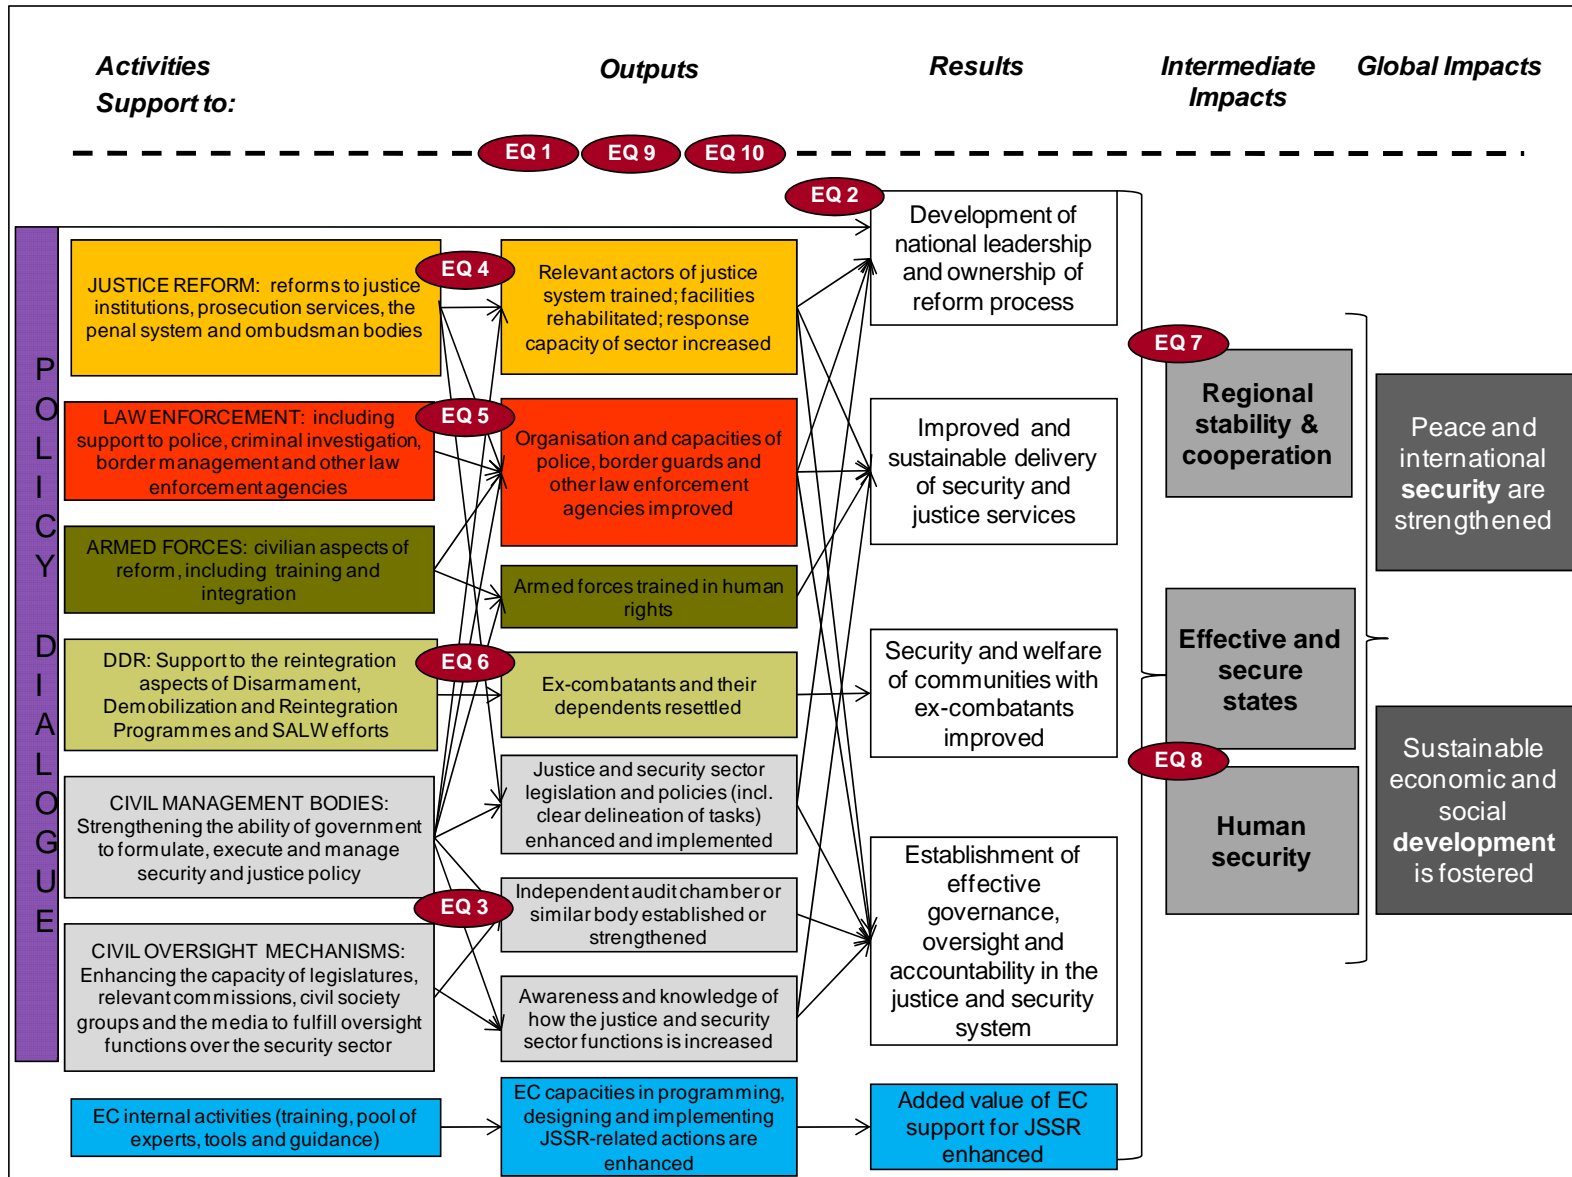 Activities
Support to:
Outputs
Results
Intermediate
Impacts
Global Impacts
EQ 1
EQ 9
EQ 10
POLICY DIALOGUE
JUSTICE REFORM: reforms to justice
institutions, prosecution services, the
penal system and ombudsman bodies
LAW ENFORCEMENT: including
support to police, criminal investigation,
border management and other law
enforcement agencies
ARMED FORCES: civilian aspects of
reform, including training and
integration
DDR: Support to the reintegration
aspects of Disarmament,
Demobilization and Reintegration
Programmes and SALW efforts
CIVIL MANAGEMENT BODIES:
Strengthening the ability of government
to formulate, execute and manage
security and justice policy
CIVIL OVERSIGHT MECHANISMS:
Enhancing the capacity of legislatures,
relevant commissions, civil society
groups and the media to fulfill oversight
functions over the security sector
EC internal activities (training, pool of
experts, tools and guidance)
EQ 4
EQ 5
EQ 6
EQ 3
Relevant actors of justice
system trained; facilities
rehabilitated; response
capacity of sector increased
Organisation and capacities of
police, border guards and
other law enforcement
agencies improved
Armed forces trained in human
rights
Ex-combatants and their
dependents resettled
Justice and security sector
legislation and policies (incl.
clear delineation of tasks)
enhanced and implemented
Independent audit chamber or
similar body established or
strengthened
Awareness and knowledge of
how the justice and security
sector functions is increased
EC capacities in programming,
designing and implementing
JSSR-related actions are
enhanced
EQ 2
Development of
national leadership
and ownership of
reform process
Improved and
sustainable delivery
of security and
justice services
Security and welfare
of communities with
ex-combatants
improved
Establishment of
effective
governance,
oversight and
accountability in the
justice and security
system
Added value of EC
support for JSSR
enhanced
EQ 7
Regional
stability &
cooperation
Effective and
secure
states
EQ 8
Human
security
Peace and
international
security are
strengthened
Sustainable
economic and
social
development
is fostered